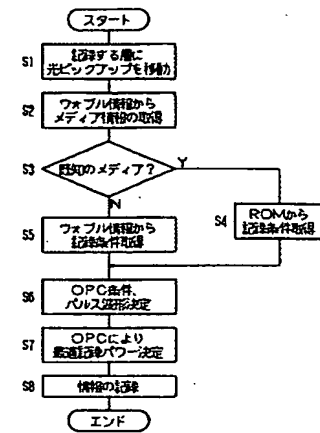 スタート
S1
記録する層に
光ピックアップを移動
S2
ウォブル情報から
メディア情報の取得
S3
既知のメディア?
Y
N
S4
ROMから
記録条件取得
S5
ウォブル情報から
記録条件取得
S6
OPC条件、
パルス波形決定
S7
OPCにより
最適記録パワー決定
S8
情報の記録
エンド